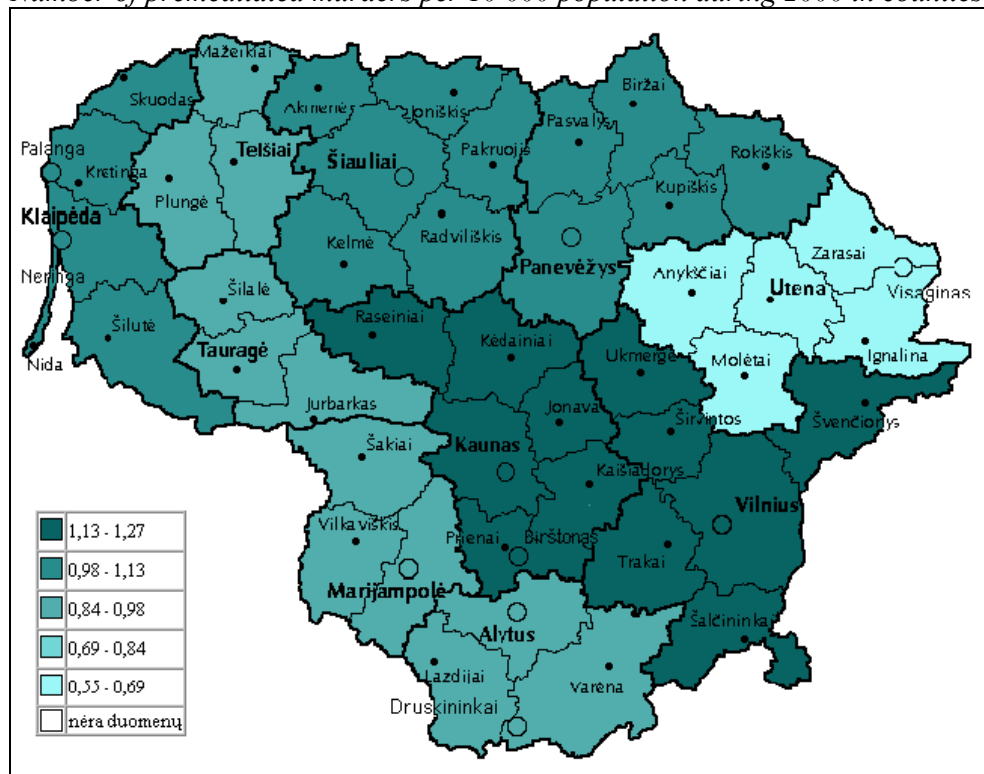 Number of premeditated murders per 10 000 population during 2000 in counties
Mažeikiai
Skuodas
Akmenės
Joniškis
Biržai
Pasvalys
Palanga
Kretinga
Plungė
Telšiai
Šiauliai
Pakruojis
Rokiškis
Kupiškis
Klaipėda
Kelmė
Radviliškis
Panevėžys
Anykščiai
Utena
Zarasai
Visaginas
Neringa
Šilalė
Šilutė
Raseiniai
Kėdainiai
Ukmergė
Molėtai
Ignalina
Nida
Tauragė
Jurbarkas
Jonava
Širvintos
Švenčionys
Šakiai
Kaunas
Kaišiadorys
Vilnius
Vilkaviškis
Prienai
Birštonas
Trakai
Marijampolė
Alytus
Šalčininkai
Lazdijai
Varėna
Druskininkai
1,13 - 1,27
0,98 - 1,13
0,84 - 0,98
0,69 - 0,84
0,55 - 0,69
nėra duomenų